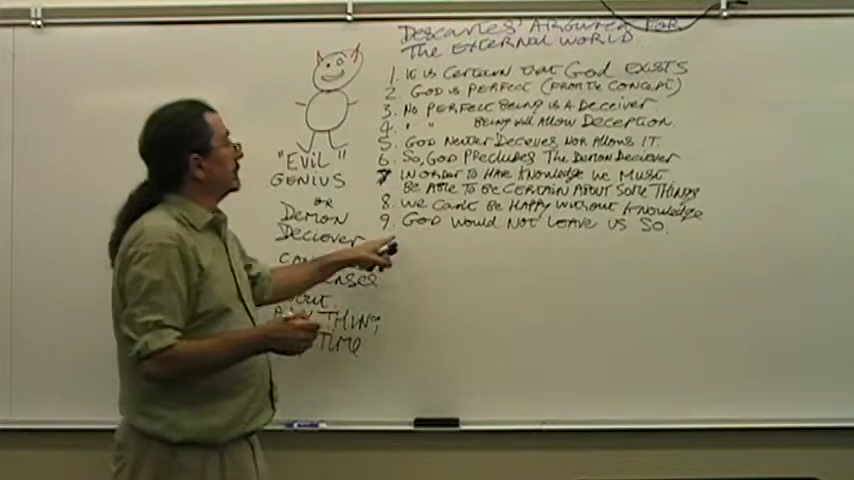 Descartes' Argument For
The External World
1. It is Certain that God Exists
2. God is Perfect (From the Concept)
3. No Perfect Being is A Deceiver
4. " " Being will Allow Deception.
5. God Neither Deceives Nor Allows It.
6. So, God Precludes The Demon Deciever
7 In order to Have Knowledge we Must
Be Able to be Certain About Some Things
8. We Can't Be Happy without Knowledge
9. God would Not Leave us So.
"Evil"
Genius
or
Demon
Deciever
Time